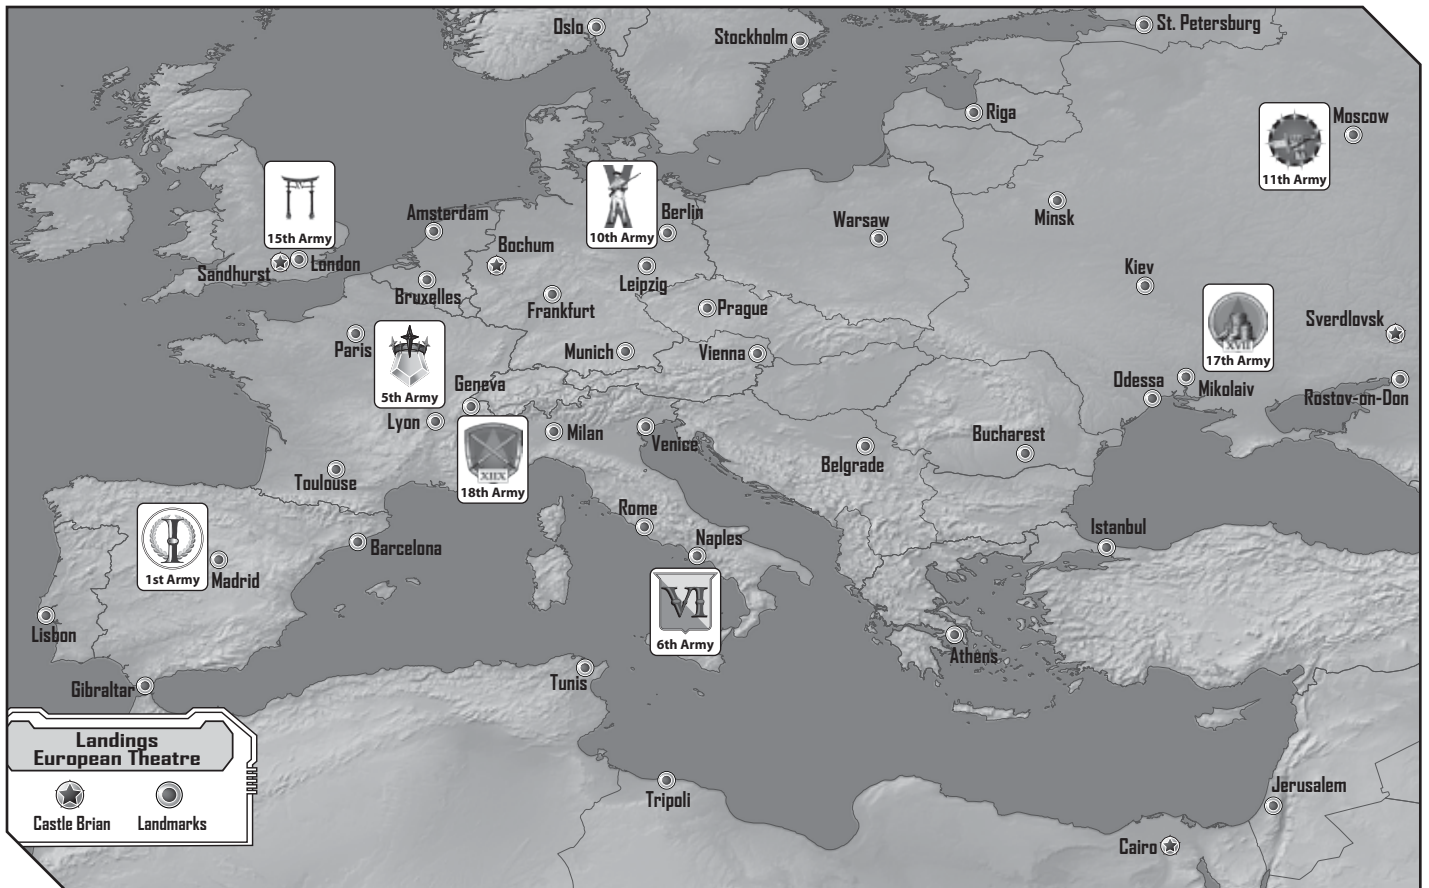 Oslo
Stockholm
St. Petersburg
Riga
Moscow
11th Army
15th Army
10th Army
Amsterdam
Berlin
Warsaw
Minsk
Bochum
Sandhurst
London
Bruxelles
Leipzig
Kiev
Frankfurt
Prague
Sverdlovsk
Paris
Munich
Vienna
XVII
17th Army
5th Army
Geneva
Odessa
Mikolaiv
Rostov-on-Don
Lyon
Milan
Venice
Belgrade
Bucharest
Toulouse
XIIX
18th Army
Rome
Naples
Istanbul
I
1st Army
Madrid
Barcelona
VI
6th Army
Lisbon
Athens
Gibraltar
Tunis
Landings
European Theatre
Castle Brian
Landmarks
Tripoli
Jerusalem
Cairo